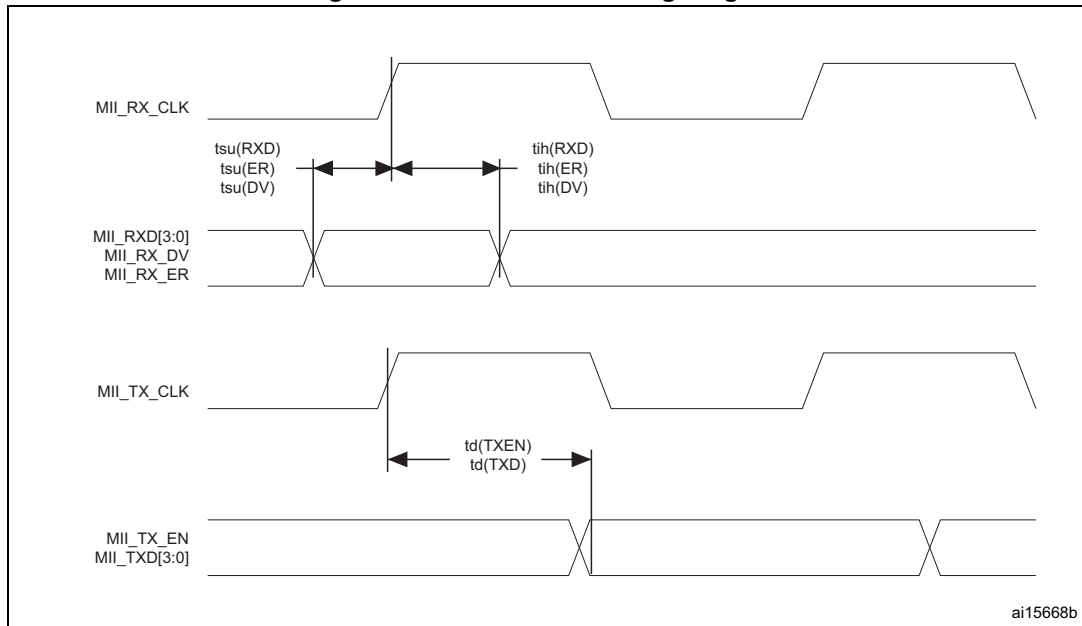 MII_RX_CLK
tsu(RXD)
tsu(ER)
tsu(DV)
tih(RXD)
tih(ER)
tih(DV)
MII_RXD[3:0]
MII_RX_DV
MII_RX_ER
MII_TX_CLK
td(TXEN)
td(TXD)
MII_TX_EN
MII_TXD[3:0]
ai15668b